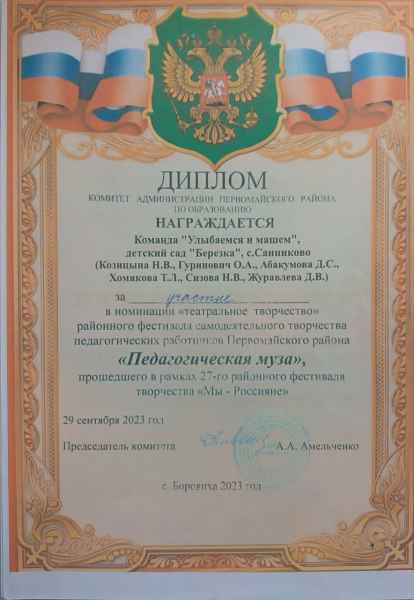 ДИПЛОМ
КОМИТЕТ АДМИНИСТРАЦИИ ПЕРВОМАЙСКОГО РАЙОНА
ПО ОБРАЗОВАНИЮ
НАГРАЖДАЕТСЯ
Команда "Улыбаемся и машем",
детский сад "Березка", с.Санниково
(Козицына Н.В., Гуринович О.А., Абакумова Д.С.,
Хомякова Т.Л., Сизова Н.В., Журавлева Д.В.)
за участие
в номинации «театральное творчество»
районного фестиваля самодеятельного творчества
педагогических работников Первомайского района
«Педагогическая муза»,
прошедшего в рамках 27-го районного фестиваля
творчества «Мы - Россияне»
29 сентября 2023 год
Председатель комитета А.А. Амельченко
с. Боровиха 2023 год